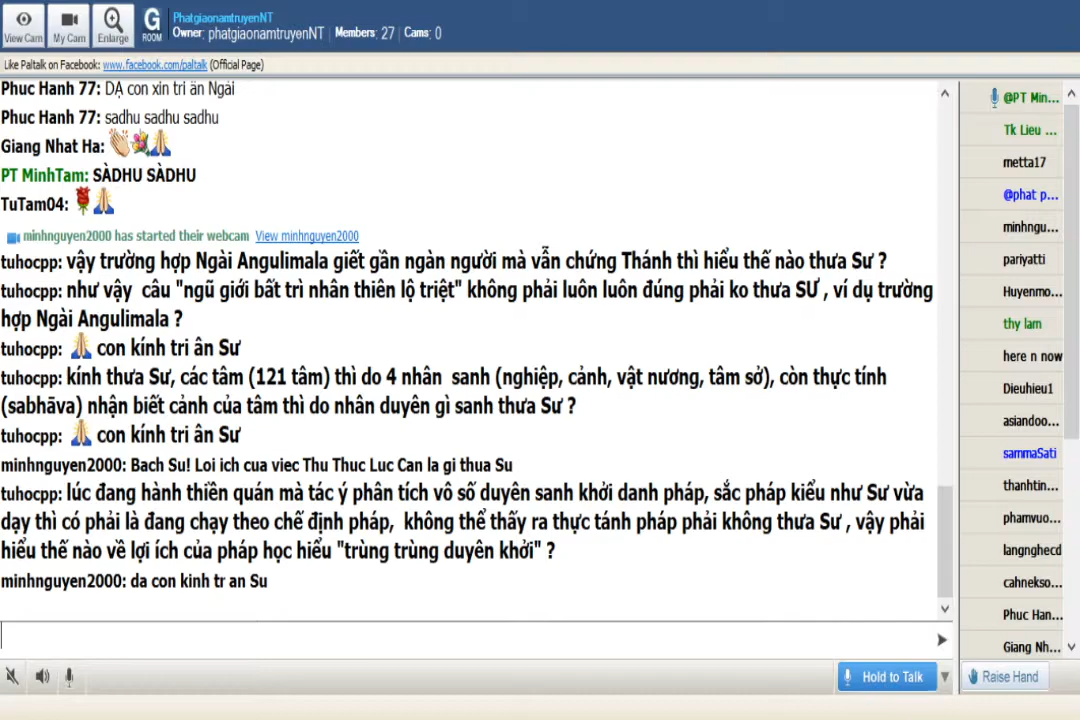 PhatgiaonamtruyenNT
G
ROOM
Owner: phatgiaonamtruyenNT | Members: 27 | Cams: 0
View Cam
My Cam
Enlarge
Like Paltalk on Facebook: www.facebook.com/paltalk (Official Page)
Phuc Hanh 77: DẠ con xin tri ân Ngài
Phuc Hanh 77: sadhu sadhu sadhu
Giang Nhat Ha: 👏💐🙏
PT MinhTam: SÀDHU SÀDHU
TuTam04: 🌹🙏
minhnguyen2000 has started their webcam View minhnguyen2000
tuhocpp: vậy trường hợp Ngài Angulimala giết gần ngàn người mà vẫn chứng Thánh thì hiểu thế nào thưa Sư ?
tuhocpp: như vậy câu "ngũ giới bất trì nhân thiên lộ triệt" không phải luôn luôn đúng phải ko thưa SƯ , ví dụ trường
hợp Ngài Angulimala ?
tuhocpp: 🙏 con kính tri ân Sư
tuhocpp: kính thưa Sư, các tâm (121 tâm) thì do 4 nhân sanh (nghiệp, cảnh, vật nương, tâm sở), còn thực tính
(sabhāva) nhận biết cảnh của tâm thì do nhân duyên gì sanh thưa Sư ?
tuhocpp: 🙏 con kính tri ân Sư
minhnguyen2000: Bach Su! Loi ich cua viec Thu Thuc Luc Can la gi thua Su
tuhocpp: lúc đang hành thiền quán mà tác ý phân tích vô số duyên sanh khởi danh pháp, sắc pháp kiểu như Sư vừa
dạy thì có phải là đang chạy theo chế định pháp, không thể thấy ra thực tánh pháp phải không thưa Sư , vậy phải
hiểu thế nào về lợi ích của pháp học hiểu "trùng trùng duyên khởi" ?
minhnguyen2000: da con kinh tr an Su
@PT Min...
Tk Lieu ...
metta17
@phat p...
minhngu...
pariyatti
Huyenmo...
thy lam
here n now
Dieuhieu1
asiandoo...
sammaSati
thanhtin...
phamvuo...
langnghecd
cahnekso...
Phuc Han...
Giang Nh...
Hold to Talk
Raise Hand